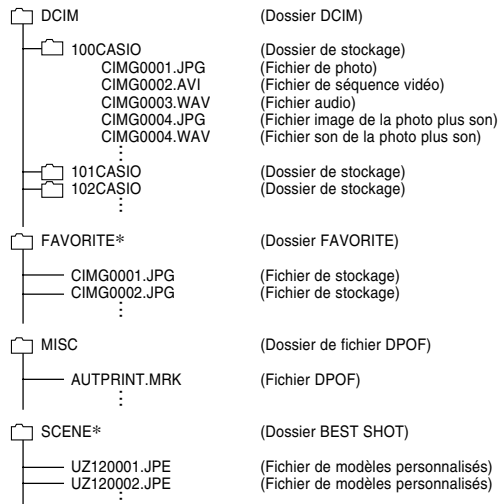 DCIM (Dossier DCIM)
100CASIO (Dossier de stockage)
CIMG0001.JPG (Fichier de photo)
CIMG0002.AVI (Fichier de séquence vidéo)
CIMG0003.WAV (Fichier audio)
CIMG0004.JPG (Fichier image de la photo plus son)
CIMG0004.WAV (Fichier son de la photo plus son)
101CASIO (Dossier de stockage)
102CASIO (Dossier de stockage)
FAVORITE* (Dossier FAVORITE)
CIMG0001.JPG (Fichier de stockage)
CIMG0002.JPG (Fichier de stockage)
MISC (Dossier de fichier DPOF)
AUTPRINT.MRK (Fichier DPOF)
SCENE* (Dossier BEST SHOT)
UZ120001.JPE (Fichier de modèles personnalisés)
UZ120002.JPE (Fichier de modèles personnalisés)